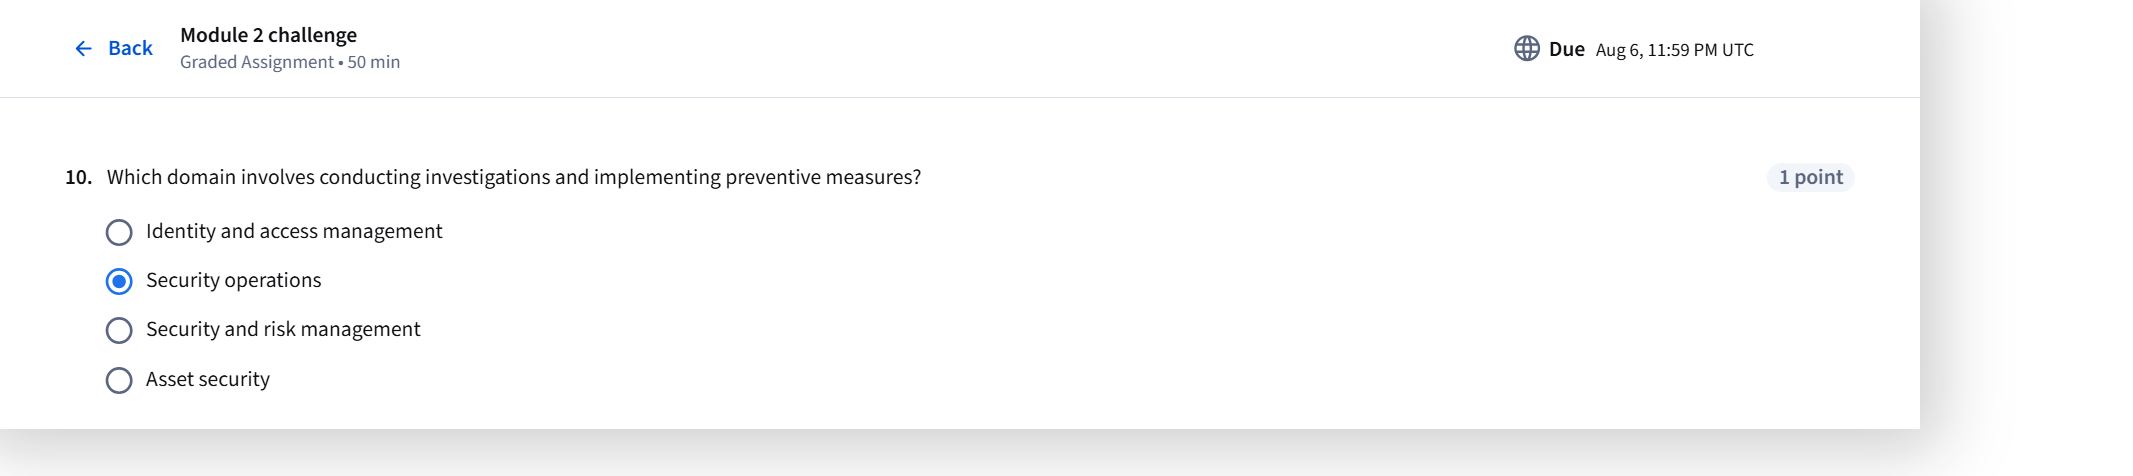 Back
Module 2 challenge
Graded Assignment • 50 min
Due Aug 6, 11:59 PM UTC
10. Which domain involves conducting investigations and implementing preventive measures?
1 point
Identity and access management
Security operations
Security and risk management
Asset security